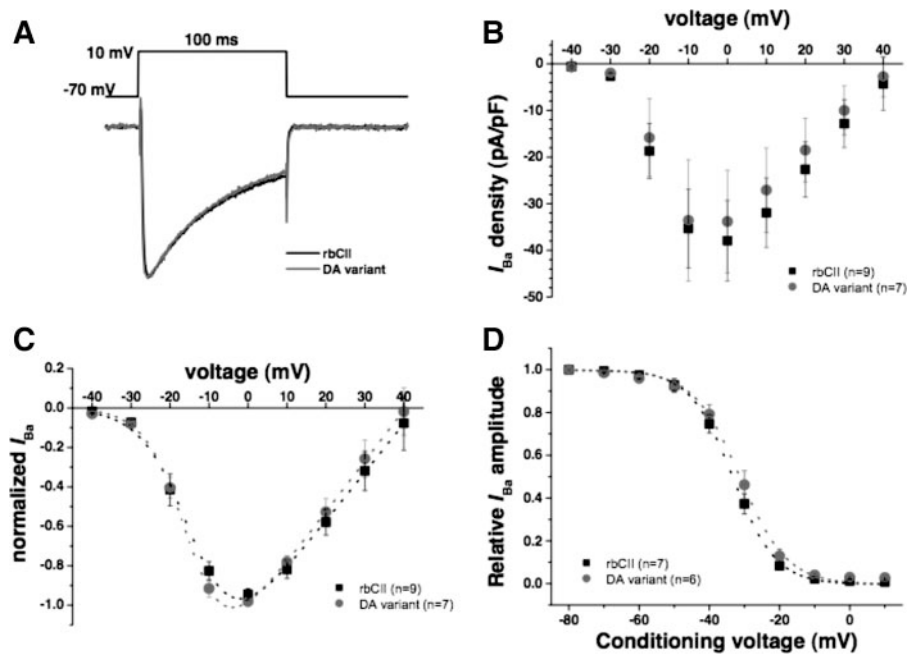 A
100 ms
10 mV
-70 mV
rbCII
DA variant
B
voltage (mV)
-40 -30 -20 -10 0 10 20 30 40
0
-10
-20
-30
-40
-50
I Ba density (pA/pF)
rbCII (n=9)
DA variant (n=7)
C
voltage (mV)
0.2
-40 -30 -20 -10 0 10 20 30 40
0.0
-0.2
-0.4
-0.6
-0.8
-1.0
normalized I Ba
rbCII (n=9)
DA variant (n=7)
D
1.0
0.8
0.6
0.4
0.2
0.0
Relative I Ba amplitude
rbCII (n=7)
DA variant (n=6)
-80 -60 -40 -20 0
Conditioning voltage (mV)